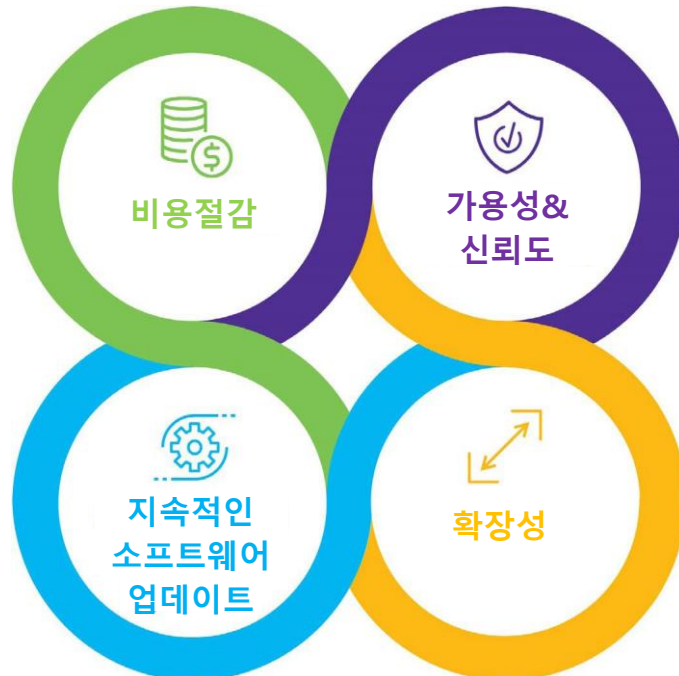 비용절감
가용성&
신뢰도
지속적인
소프트웨어
업데이트
확장성